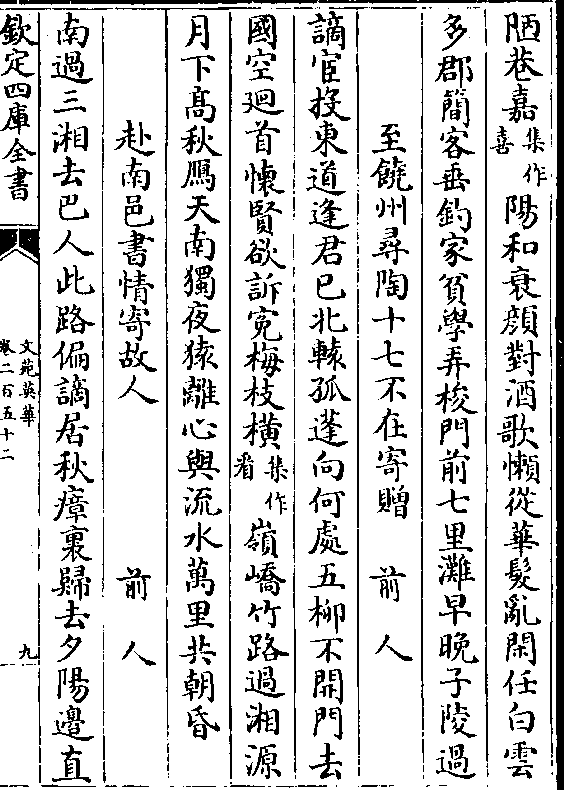 陋巷嘉集作喜陽和衰顔對酒歌懶從華髮亂閑任白雲
多郡簡客垂釣家貧學弄梭門前七里灘早晚子陵過
至饒州尋陶十七不在寄贈　前人
謫宦投東道逢君已北轅孤蓬向何處五柳不開門去
國空迴首懷賢欲訴寃梅枝橫集作看嶺嶠竹路過湘源
月下髙秋鴈天南獨夜猿離心與流水萬里共朝昏
赴南邑書情寄故人　前人
南過三湘去巴人此路偏謫居秋瘴裏歸去夕陽邊直
欽定四庫全書
文苑英華
卷二百五十二
九